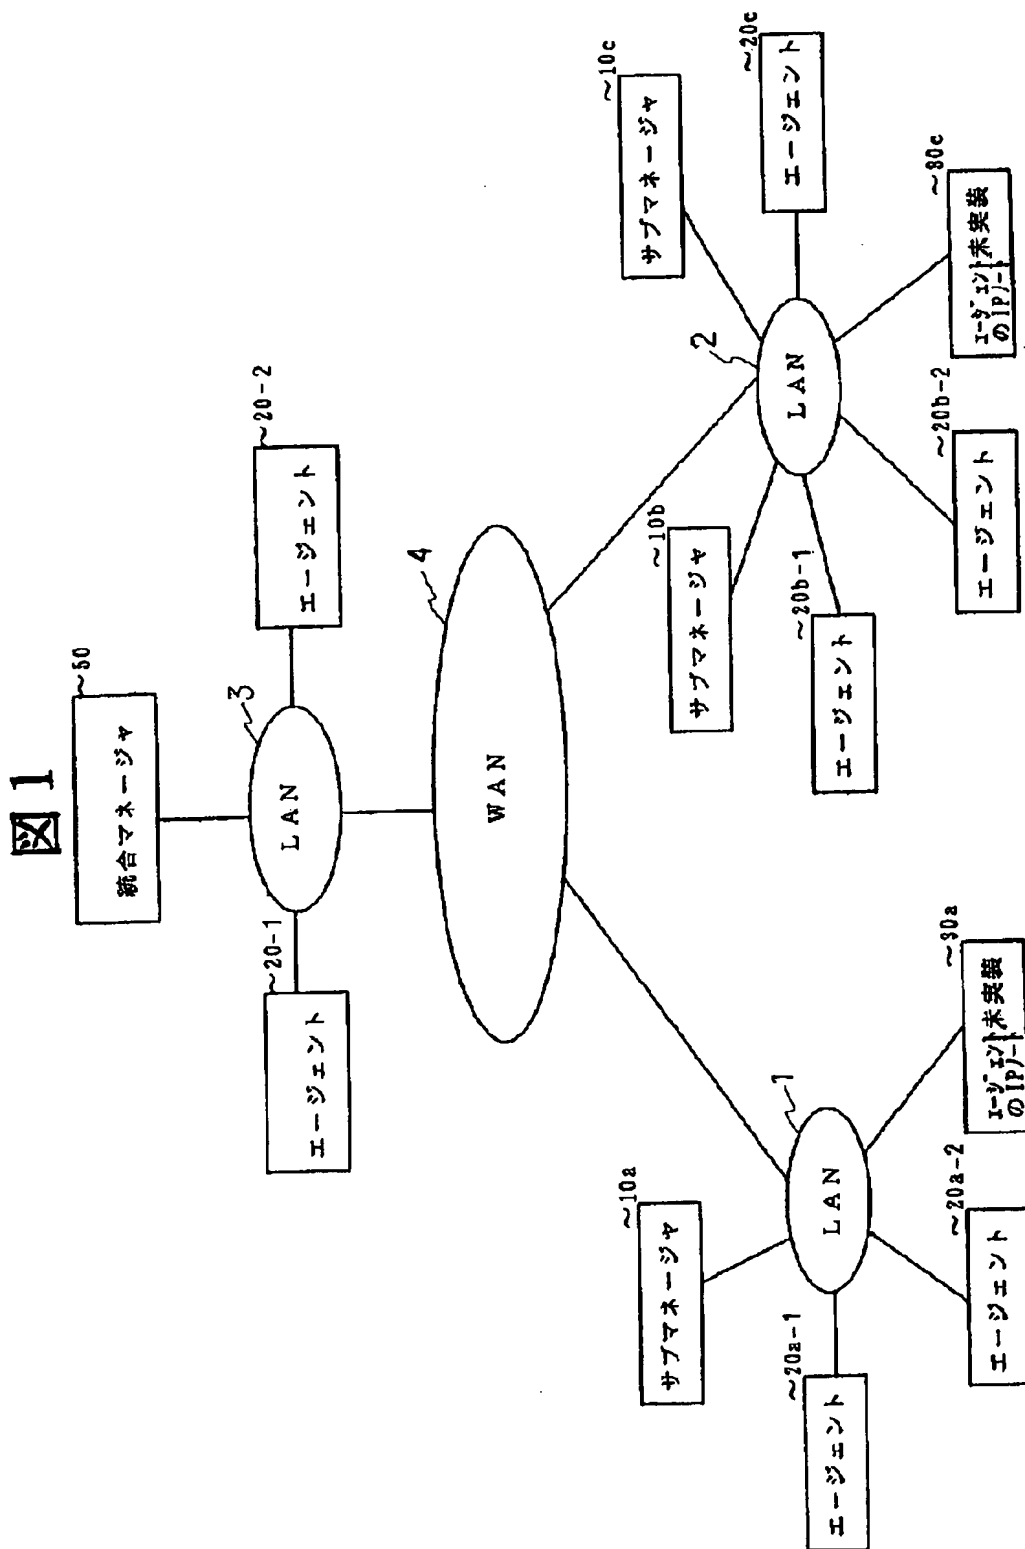 図1
統合マネージャ
~50
3
LAN
~20-1
エージェント
~20-2
エージェント
4
WAN
~10a
サブマネージャ
1
LAN
~20a-1
エージェント
~20a-2
エージェント
~30a
エージェント未実装
のIPノード
~10b
サブマネージャ
~10c
サブマネージャ
2
LAN
~20b-1
エージェント
~20b-2
エージェント
~20c
エージェント
~30c
エージェント未実装
のIPノード